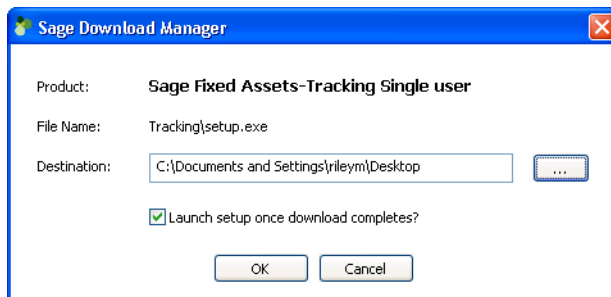 Sage Download Manager
Product: Sage Fixed Assets-Tracking Single user
File Name: Tracking\setup.exe
Destination: C:\Documents and Settings\rileym\Desktop ...
Launch setup once download completes?
OK Cancel